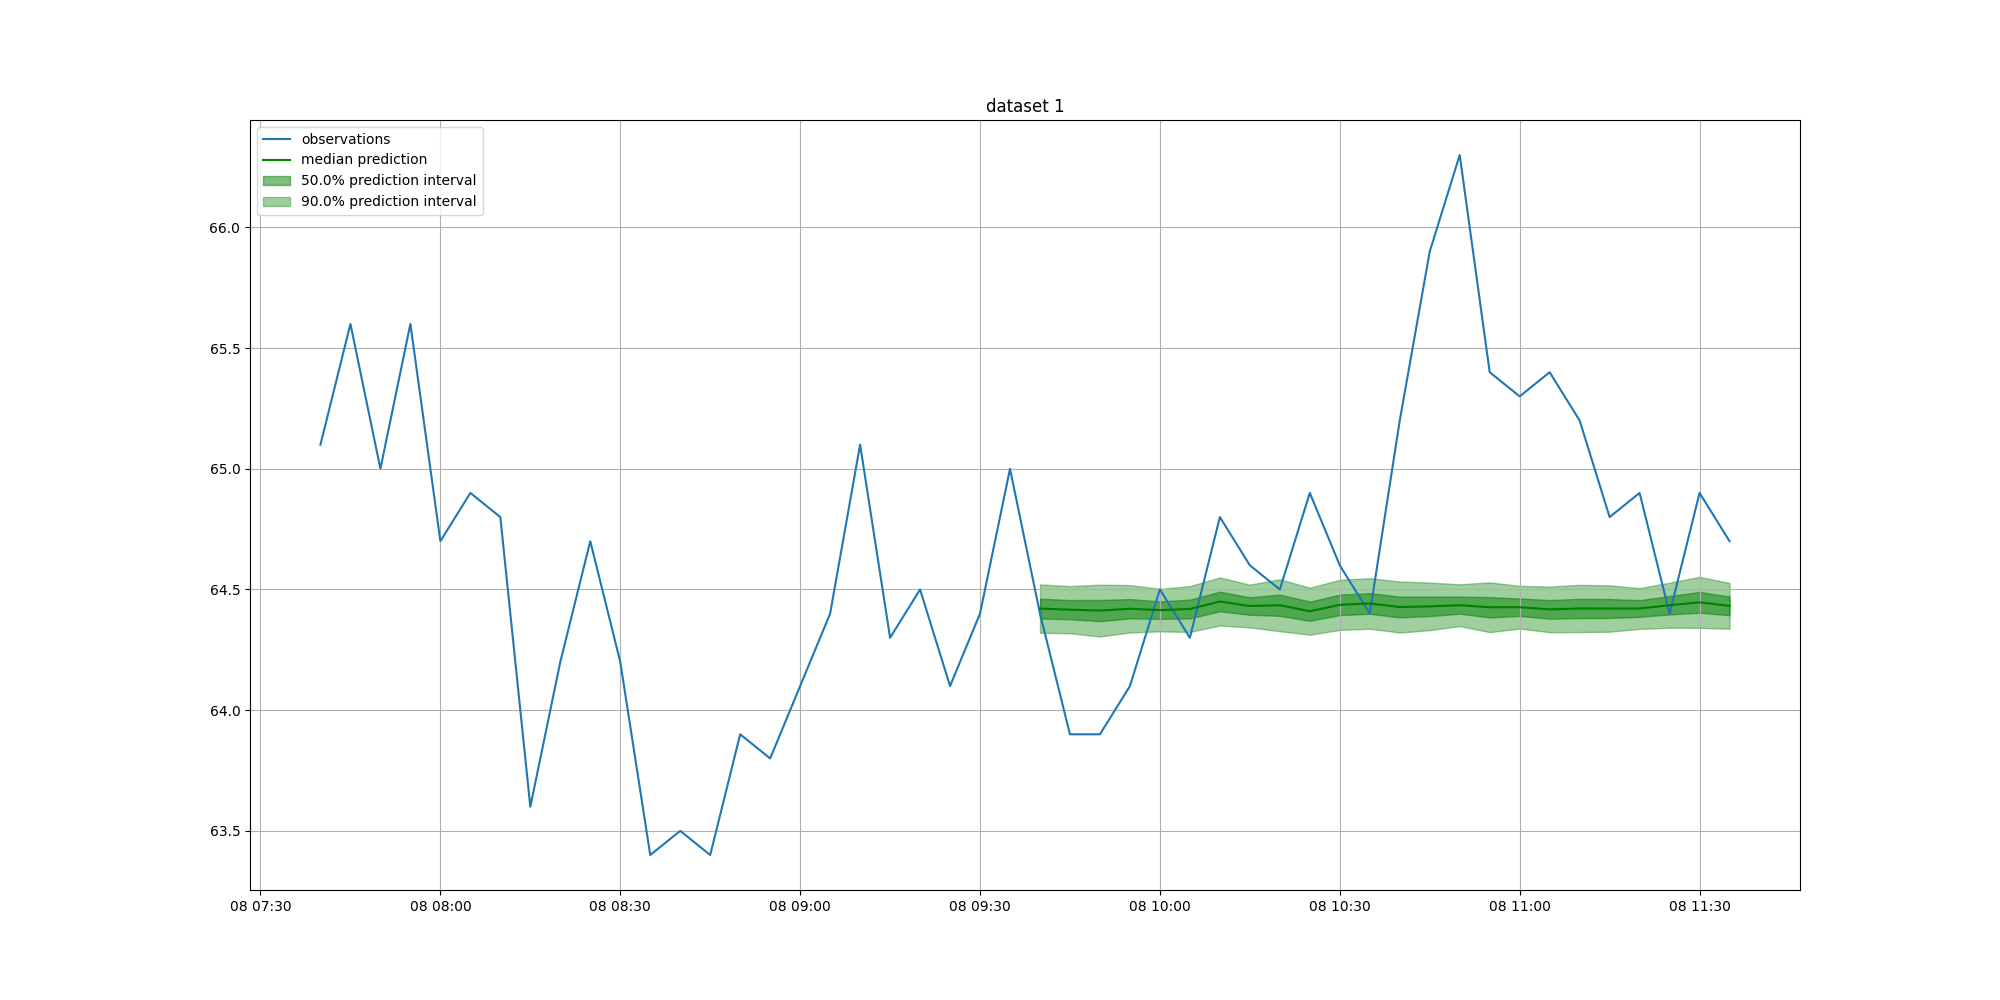 dataset 1
observations
median prediction
50.0% prediction interval
90.0% prediction interval
66.0
65.5
65.0
64.5
64.0
63.5
08 07:30 08 08:00 08 08:30 08 09:00 08 09:30 08 10:00 08 10:30 08 11:00 08 11:30